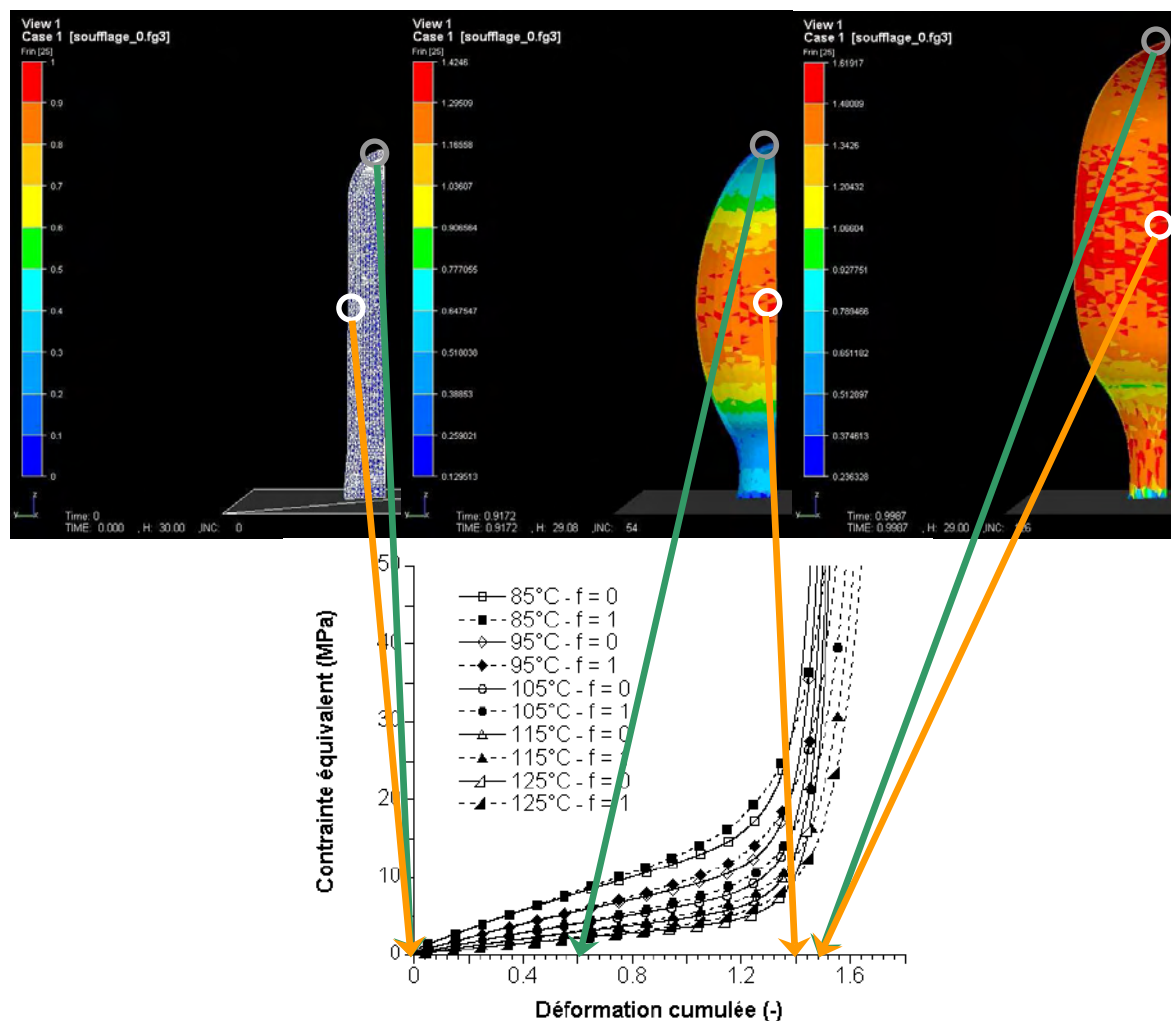 View 1
Case 1 [soufflage_0.fg3]
Frin [25]
1
0.9
0.8
0.7
0.6
0.5
0.4
0.3
0.2
0.1
0
z
y x
Time: 0
TIME: 0.000 , H: 30.00 ,INC: 0
View 1
Case 1 [soufflage_0.fg3]
Frin [25]
1.4246
1.29509
1.16558
1.03607
0.906564
0.777055
0.647547
0.518038
0.38853
0.259021
0.129513
z
y x
Time: 0.9172
TIME: 0.9172 , H: 29.08 ,INC: 54
View 1
Case 1 [soufflage_0.fg3]
Frin [25]
1.61917
1.48089
1.3426
1.20432
1.06604
0.927751
0.789466
0.651182
0.512897
0.374613
0.236328
z
y x
Time: 0.9987
TIME: 0.9987 , H: 29.00
50
40
30
20
10
0
Contrainte équivalent (MPa)
85°C - f = 0
85°C - f = 1
95°C - f = 0
95°C - f = 1
105°C - f = 0
105°C - f = 1
115°C - f = 0
115°C - f = 1
125°C - f = 0
125°C - f = 1
0 0.4 0.8 1.2 1.6
Déformation cumulée (-)